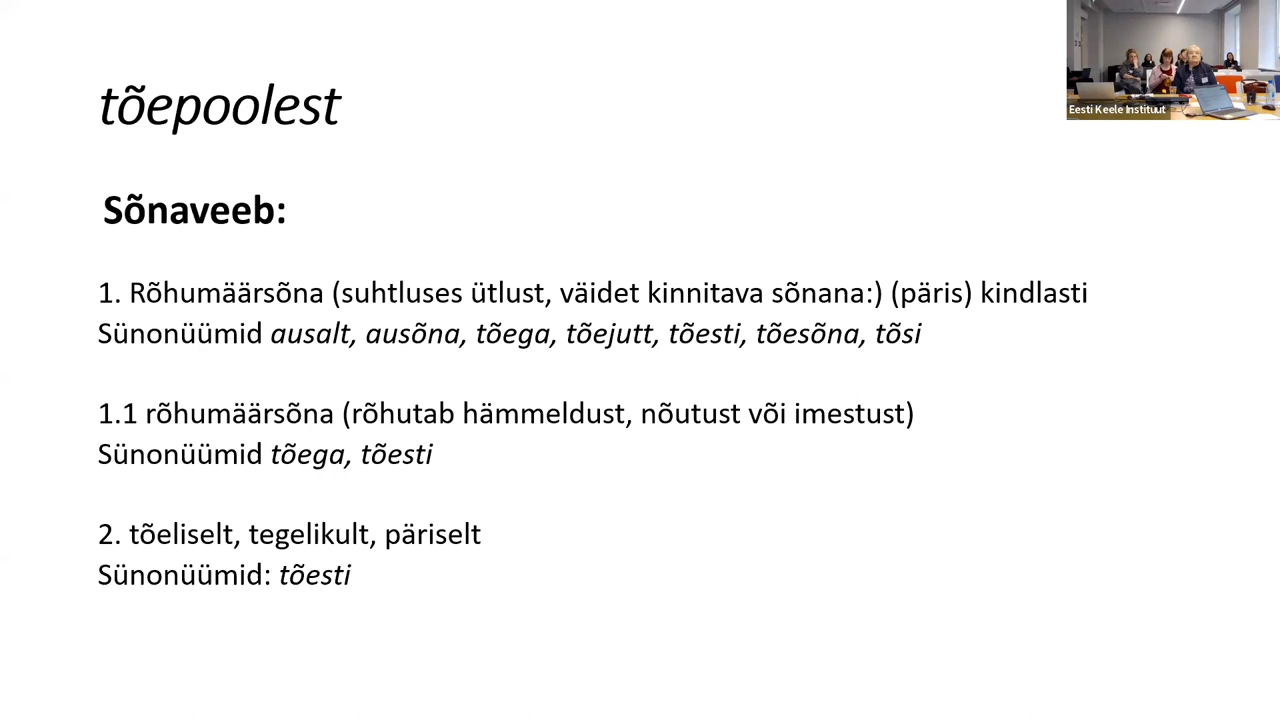 tõepoolest
Eesti Keele Instituut
Sõnaveeb:
1. Rõhumäärsõna (suhtluses ütlust, väidet kinnitava sõnana:) (päris) kindlasti
Sünonüümid ausalt, ausõna, tõega, tõejutt, tõesti, tõesõna, tõsi
1.1 rõhumäärsõna (rõhutab hämmeldust, nõutust või imestust)
Sünonüümid tõega, tõesti
2. tõeliselt, tegelikult, päriselt
Sünonüümid: tõesti